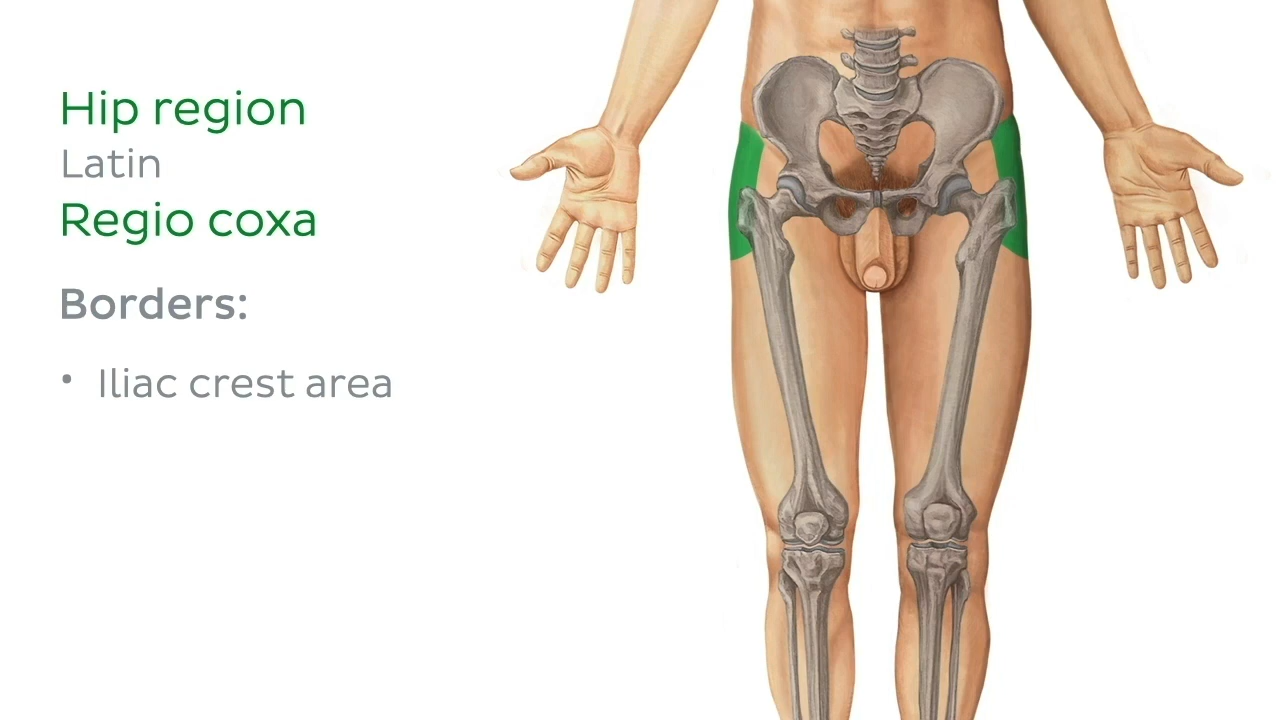 Hip region
Latin
Regio coxa
Borders:
• Iliac crest area